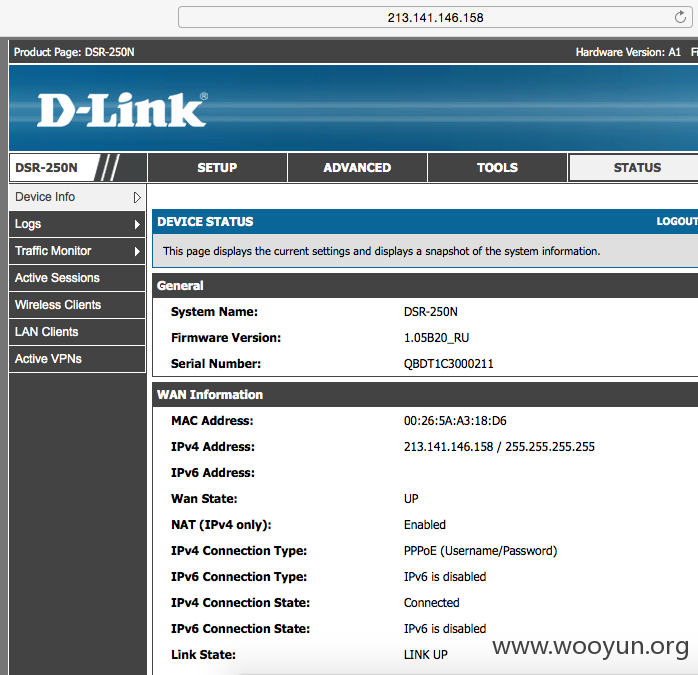 213.141.146.158
Product Page: DSR-250N Hardware Version: A1 Fi
D-Link®
DSR-250N SETUP ADVANCED TOOLS STATUS
Device Info
Logs
Traffic Monitor
Active Sessions
Wireless Clients
LAN Clients
Active VPNs
DEVICE STATUS LOGOUT
This page displays the current settings and displays a snapshot of the system information.
General
System Name: DSR-250N
Firmware Version: 1.05B20_RU
Serial Number: QBDT1C3000211
WAN Information
MAC Address: 00:26:5A:A3:18:D6
IPv4 Address: 213.141.146.158 / 255.255.255.255
IPv6 Address:
Wan State: UP
NAT (IPv4 only): Enabled
IPv4 Connection Type: PPPoE (Username/Password)
IPv6 Connection Type: IPv6 is disabled
IPv4 Connection State: Connected
IPv6 Connection State: IPv6 is disabled
Link State: LINK UP
www.wooyun.org